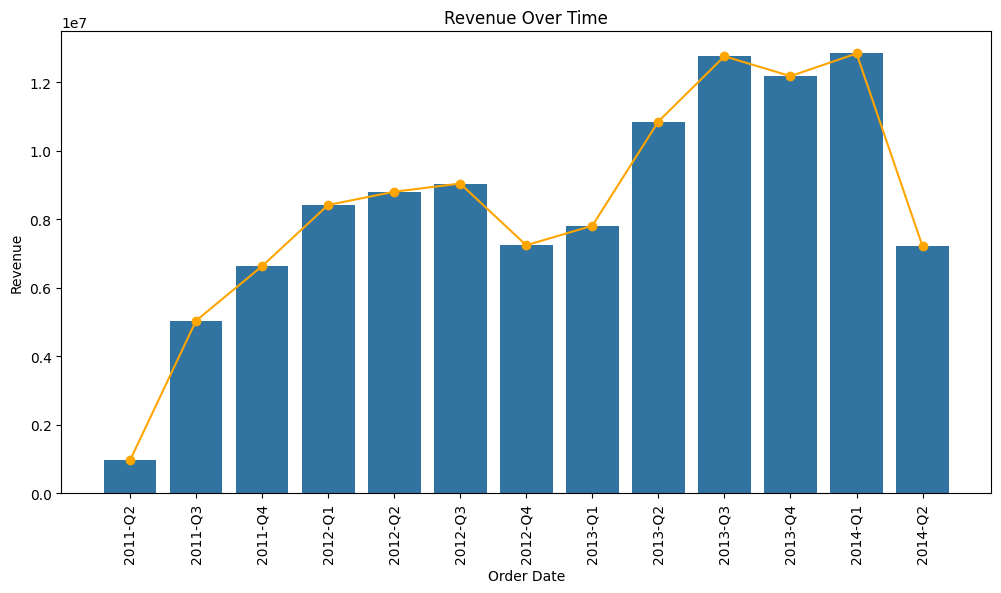 Revenue Over Time
1e7
1.2
1.0
0.8
0.6
0.4
0.2
0.0
Revenue
2011-Q2
2011-Q3
2011-Q4
2012-Q1
2012-Q2
2012-Q3
2012-Q4
2013-Q1
2013-Q2
2013-Q3
2013-Q4
2014-Q1
2014-Q2
Order Date